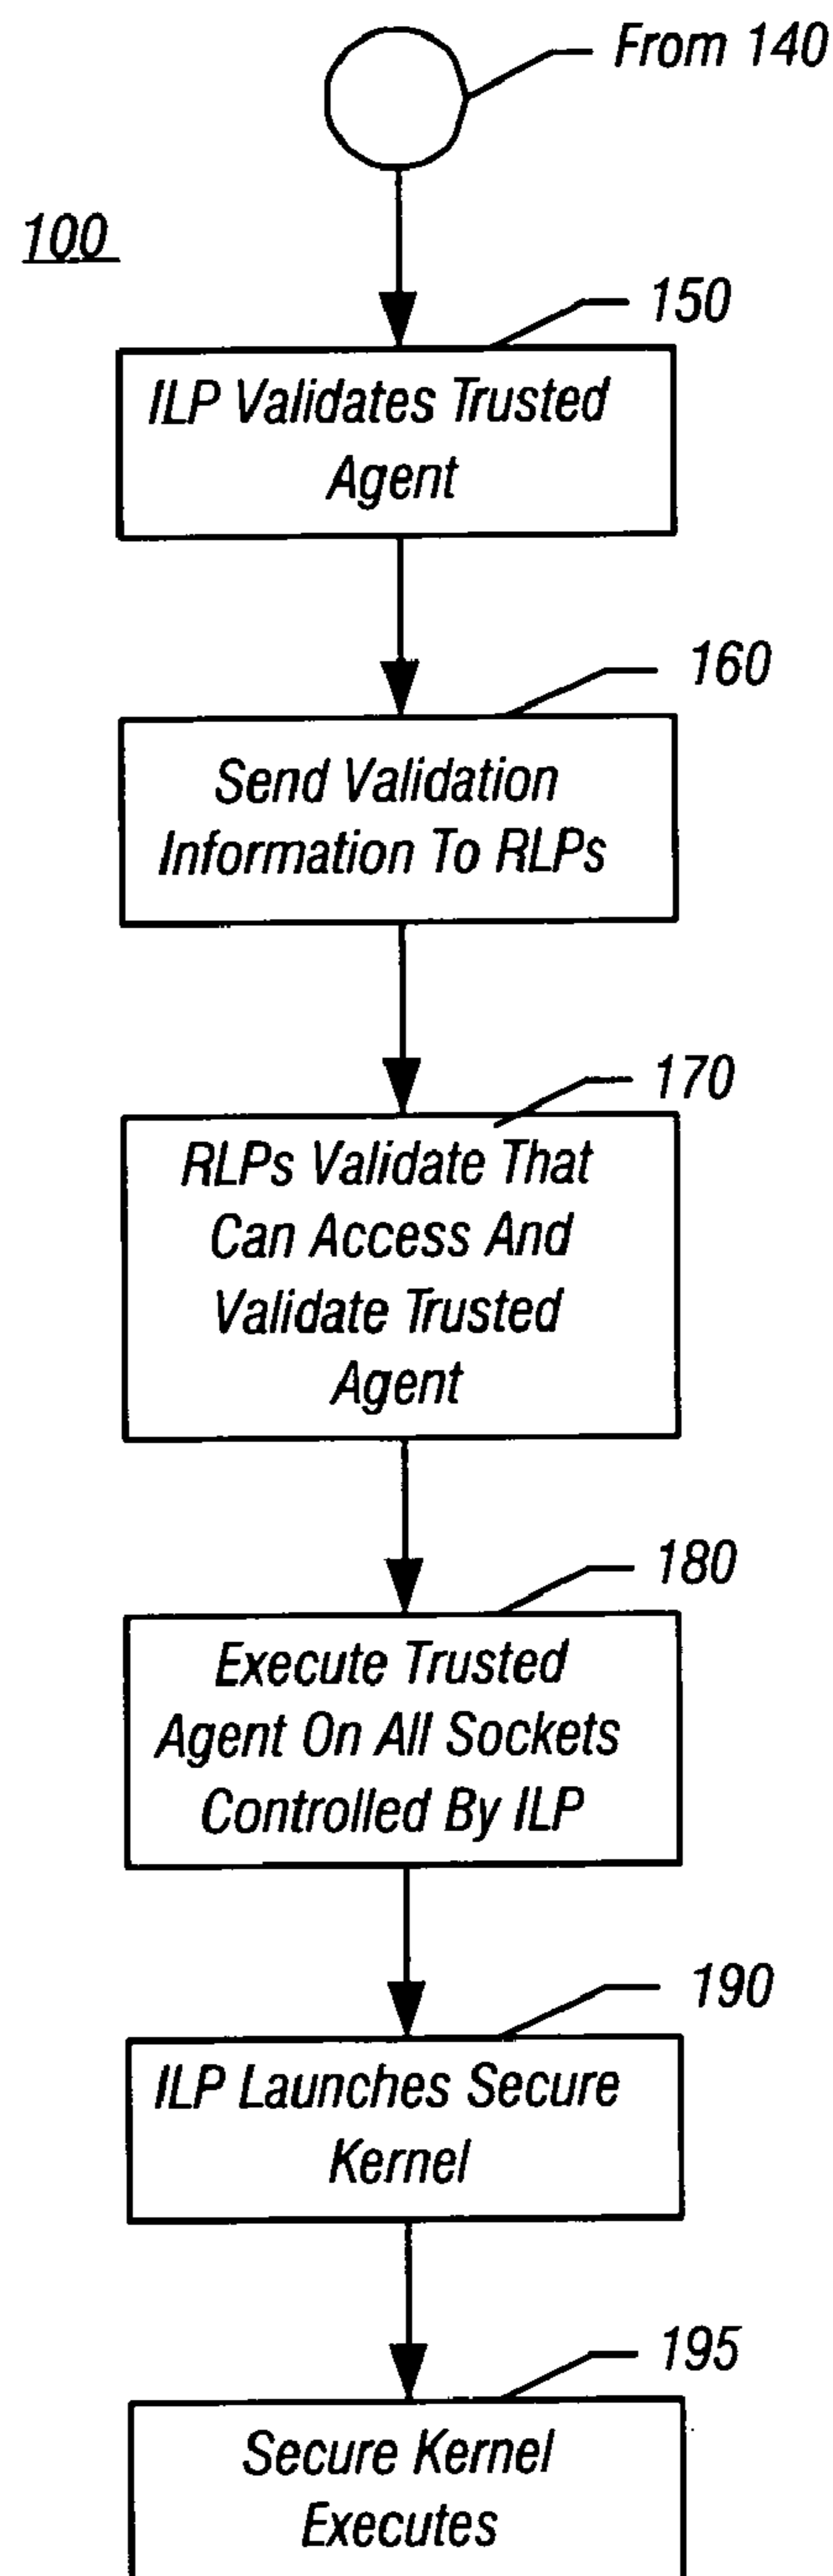 From 140
100
150
ILP Validates Trusted
Agent
160
Send Validation
Information To RLPs
170
RLPs Validate That
Can Access And
Validate Trusted
Agent
180
Execute Trusted
Agent On All Sockets
Controlled By ILP
190
ILP Launches Secure
Kernel
195
Secure Kernel
Executes